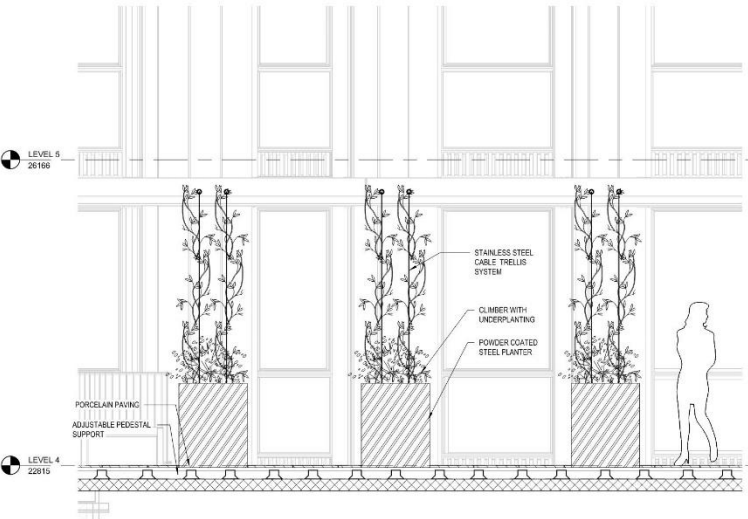 LEVEL 5
26166
STAINLESS STEEL
CABLE TRELLIS
SYSTEM
CLIMBER WITH
UNDERPLANTING
POWDER COATED
STEEL PLANTER
PORCELAIN PAVING
ADJUSTABLE PEDESTAL
SUPPORT
LEVEL 4
22815